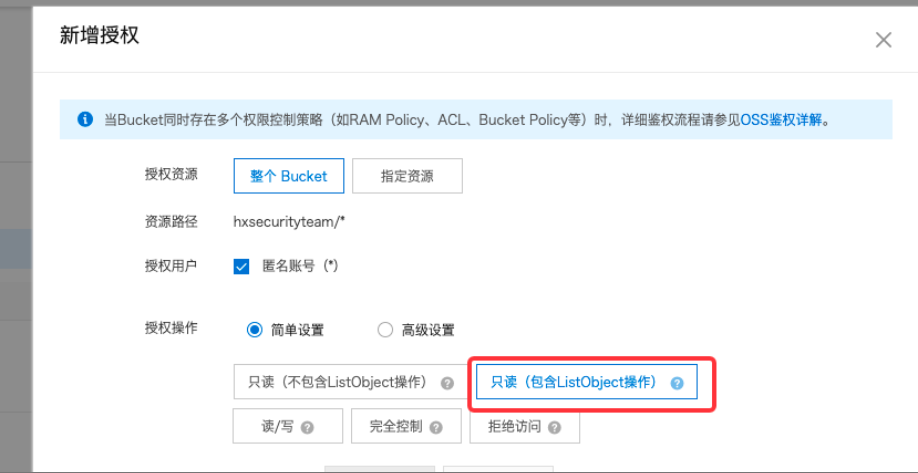 新增授权
当Bucket同时存在多个权限控制策略（如RAM Policy、ACL、Bucket Policy等）时，详细鉴权流程请参见OSS鉴权详解。
授权资源 整个 Bucket 指定资源
资源路径 hxsecurityteam/*
授权用户 匿名账号（*）
授权操作 简单设置 高级设置
只读（不包含ListObject操作） 只读（包含ListObject操作）
读/写 完全控制 拒绝访问